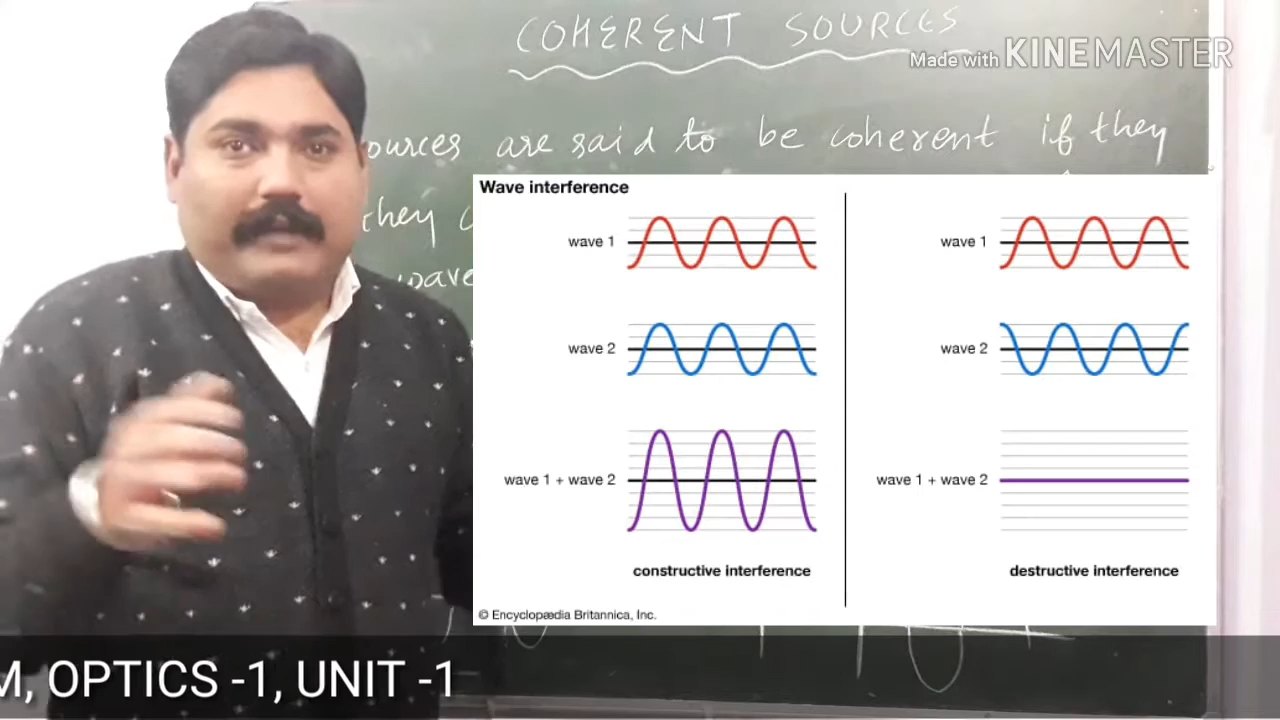 COHERENT SOURCES
Made with KINEMASTER
ources are said to be coherent if they
they
wave
Wave interference
wave 1
wave 1
wave 2
wave 2
wave 1 + wave 2
wave 1 + wave 2
constructive interference
destructive interference
© Encyclopædia Britannica, Inc.
M, OPTICS -1, UNIT -1